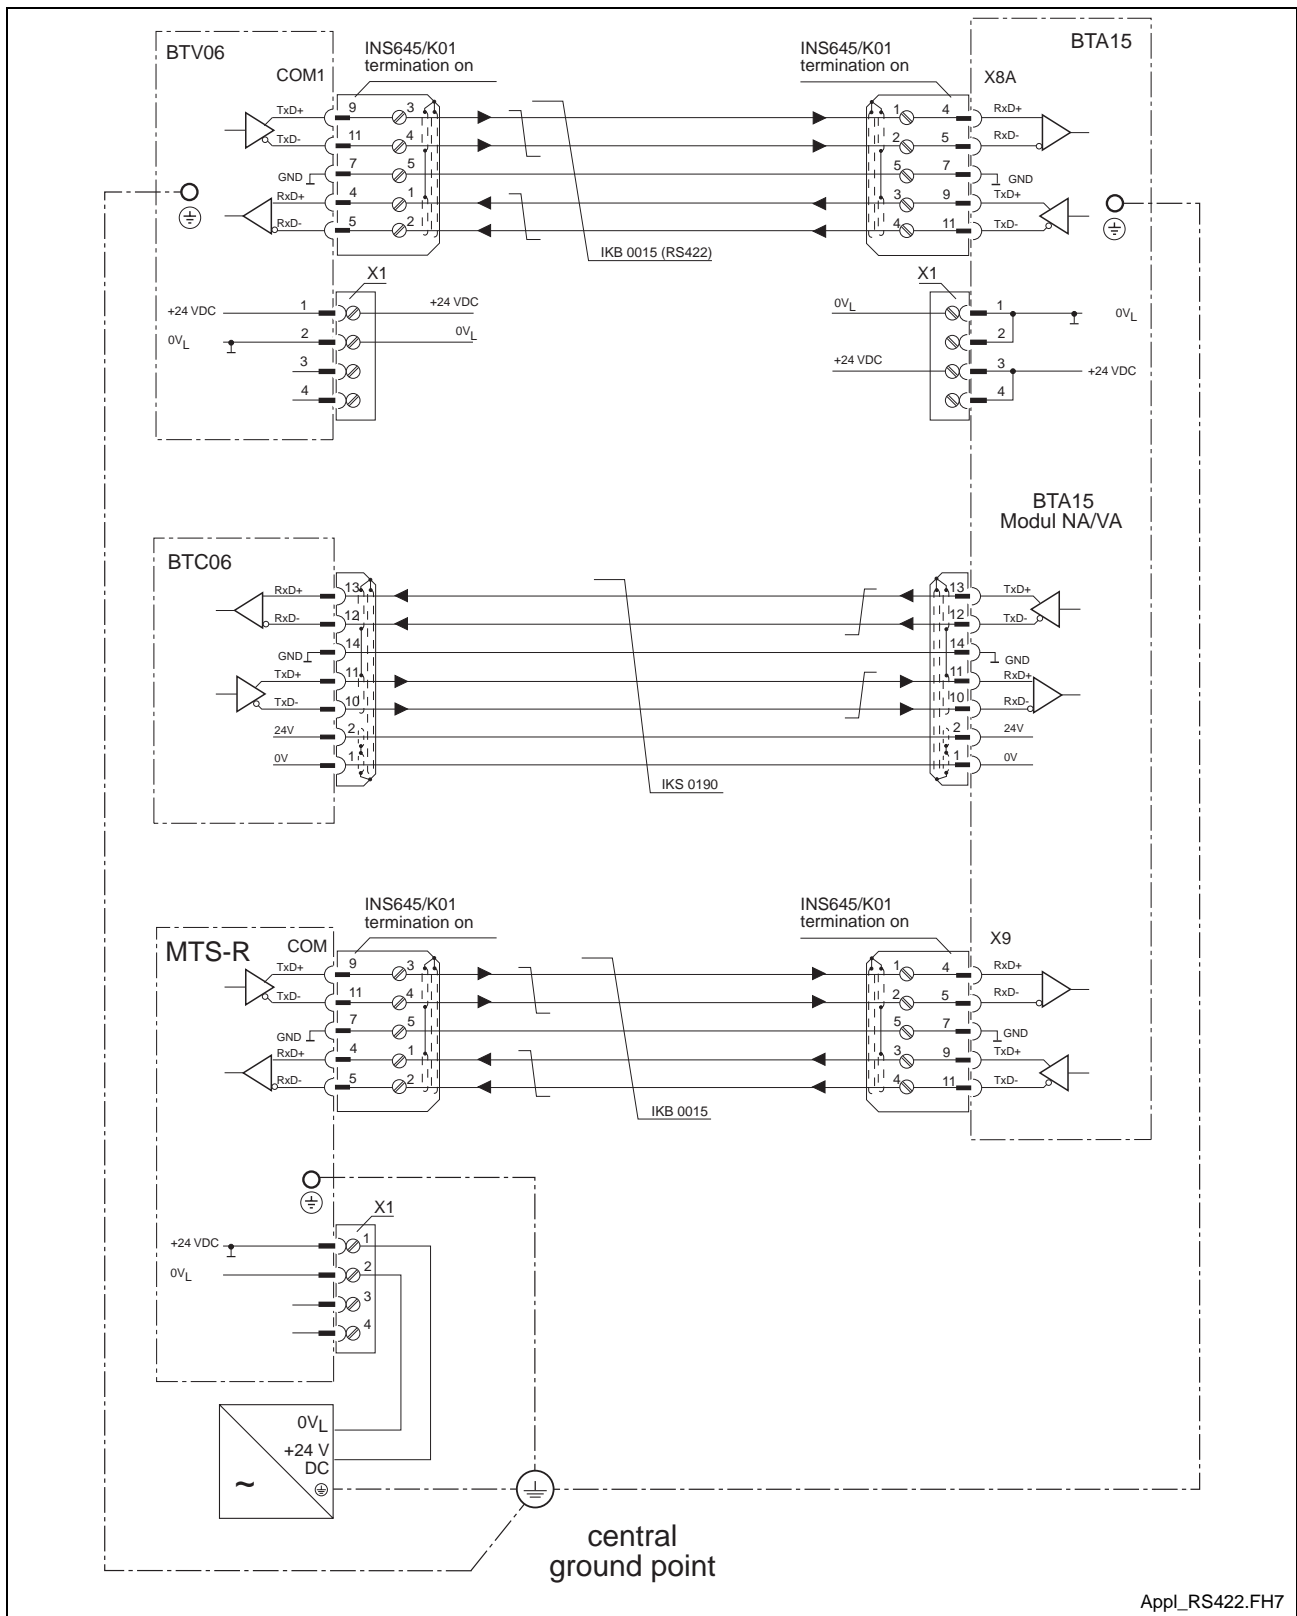 BTV06
INS645/K01
termination on
INS645/K01
termination on
BTA15
COM1
X8A
TxD+ 9 3 1 4 RxD+
TxD- 11 4 2 5 RxD-
GND 7 5 5 7 GND
RxD+ 4 1 3 9 TxD+
RxD- 5 2 4 11 TxD-
IKB 0015 (RS422)
X1
X1
+24 VDC 1 +24 VDC
0VL 2 0VL
3
4
0VL 1 0VL
2
+24 VDC 3 +24 VDC
4
BTA15
Modul NA/VA
BTC06
RxD+ 13 13 TxD+
RxD- 12 12 TxD-
GND 14 14 GND
TxD+ 11 11 RxD+
TxD- 10 10 RxD-
24V 2 2 24V
0V 1 1 0V
IKS 0190
INS645/K01
termination on
INS645/K01
termination on
MTS-R
COM
X9
TxD+ 9 3 1 4 RxD+
TxD- 11 4 2 5 RxD-
GND 7 5 5 7 GND
RxD+ 4 1 3 9 TxD+
RxD- 5 2 4 11 TxD-
IKB 0015
X1
+24 VDC 1
0VL 2
3
4
0VL
+24 V
DC
~
central
ground point
Appl_RS422.FH7